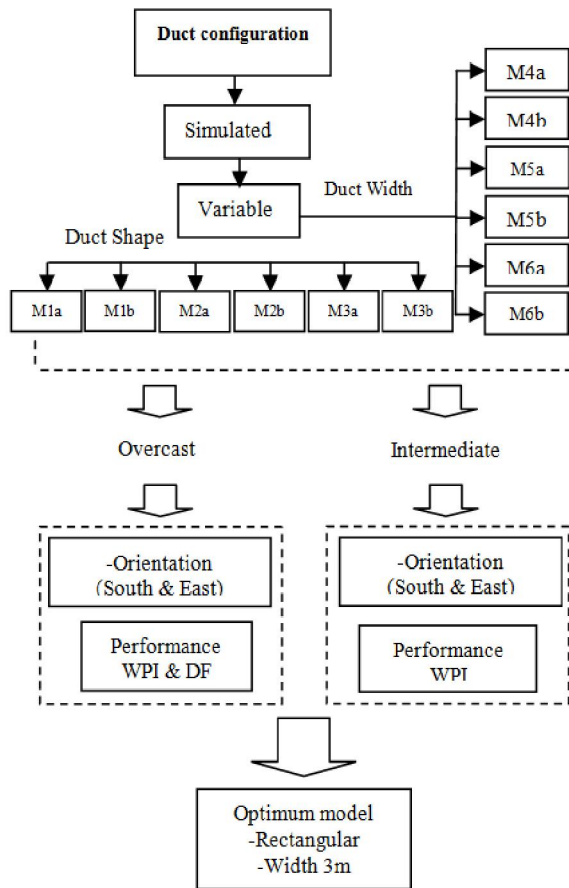 Duct configuration
Simulated
Variable
Duct Width
M4a
M4b
M5a
M5b
M6a
M6b
Duct Shape
M1a
M1b
M2a
M2b
M3a
M3b
Overcast
Intermediate
-Orientation
(South & East)
Performance
WPI & DF
-Orientation
(South & East)
Performance
WPI
Optimum model
-Rectangular
-Width 3m